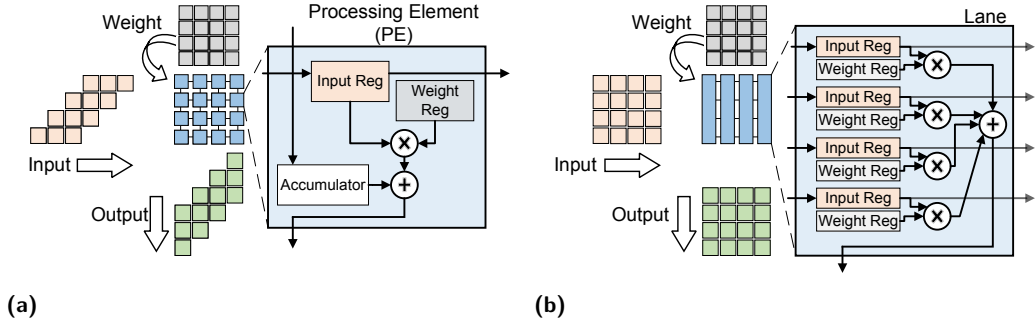 Weight
Processing Element
(PE)
Input Reg
Weight
Reg
Accumulator
Input
Output
(a)
Weight
Lane
Input Reg
Weight Reg
Input Reg
Weight Reg
Input Reg
Weight Reg
Input Reg
Weight Reg
Input
Output
(b)